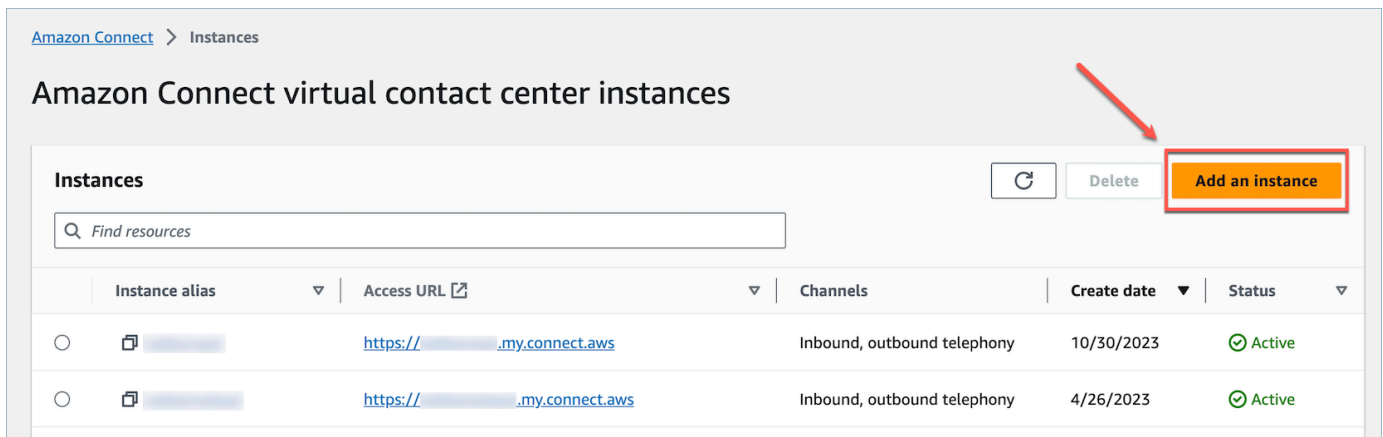 Amazon Connect > Instances
Amazon Connect virtual contact center instances
Instances
Delete
Add an instance
Find resources
Instance alias Access URL Channels Create date Status
https:// .my.connect.aws Inbound, outbound telephony 10/30/2023 Active
https:// .my.connect.aws Inbound, outbound telephony 4/26/2023 Active